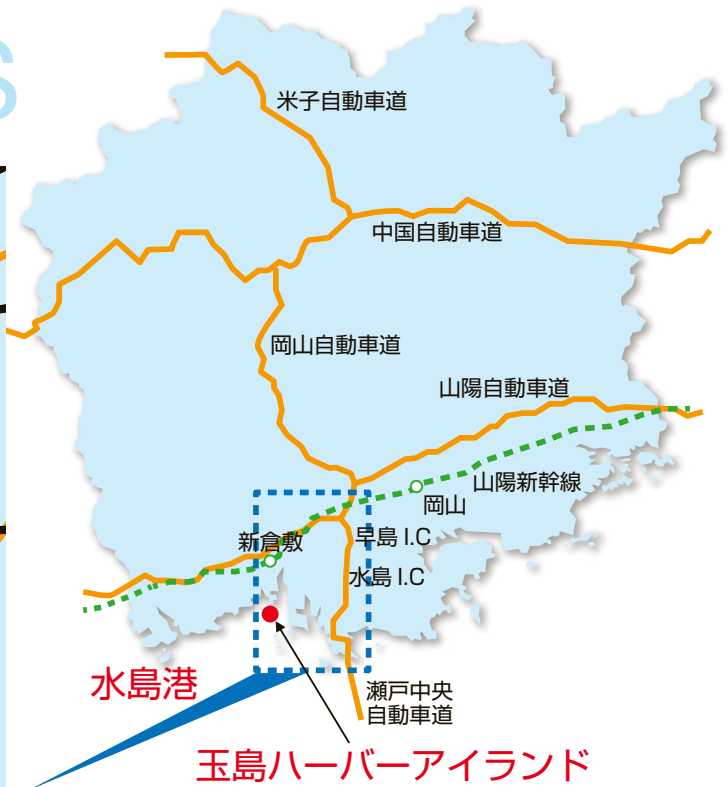 S
米子自動車道
中国自動車道
岡山自動車道
山陽自動車道
山陽新幹線
岡山
新倉敷
早島 I.C
水島 I.C
水島港
瀬戸中央
自動車道
玉島ハーバーアイランド